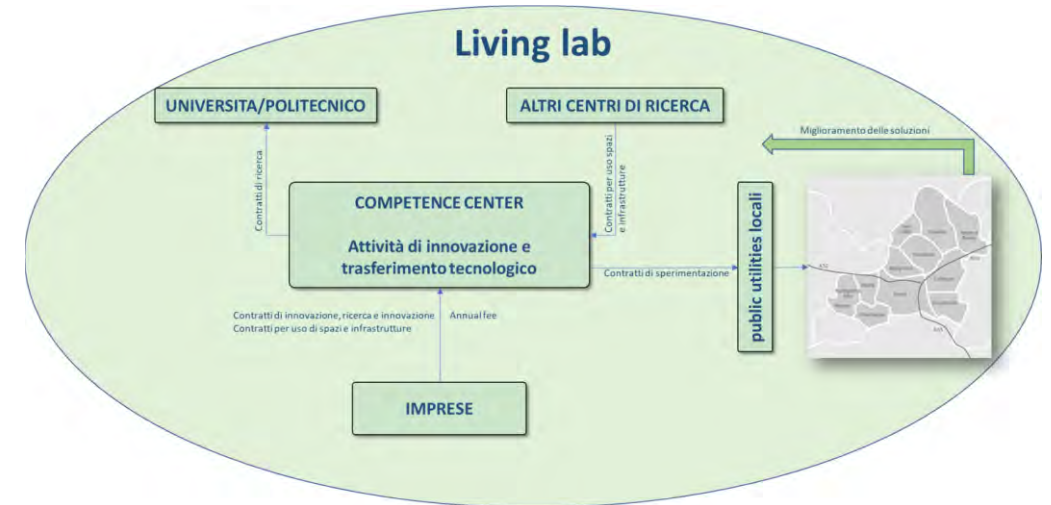 Living lab
UNIVERSITA/POLITECNICO
ALTRI CENTRI DI RICERCA
Miglioramento delle soluzioni
Contratti di ricerca
Contratti per uso spazi
e infrastrutture
COMPETENCE CENTER
Attività di innovazione e
trasferimento tecnologico
Contratti di sperimentazione
public utilities locali
Contratti di innovazione, ricerca e innovazione
Contratti per uso di spazi e infrastrutture
Annual fee
IMPRESE